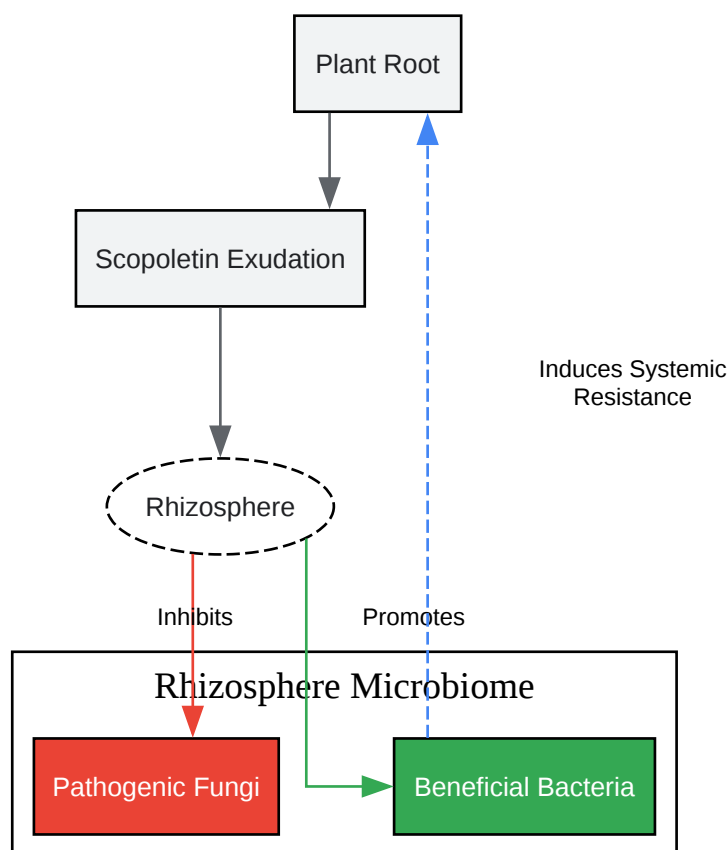 Plant Root
Scopoletin Exudation
Induces Systemic
Resistance
Rhizosphere
Inhibits
Promotes
Rhizosphere Microbiome
Pathogenic Fungi
Beneficial Bacteria